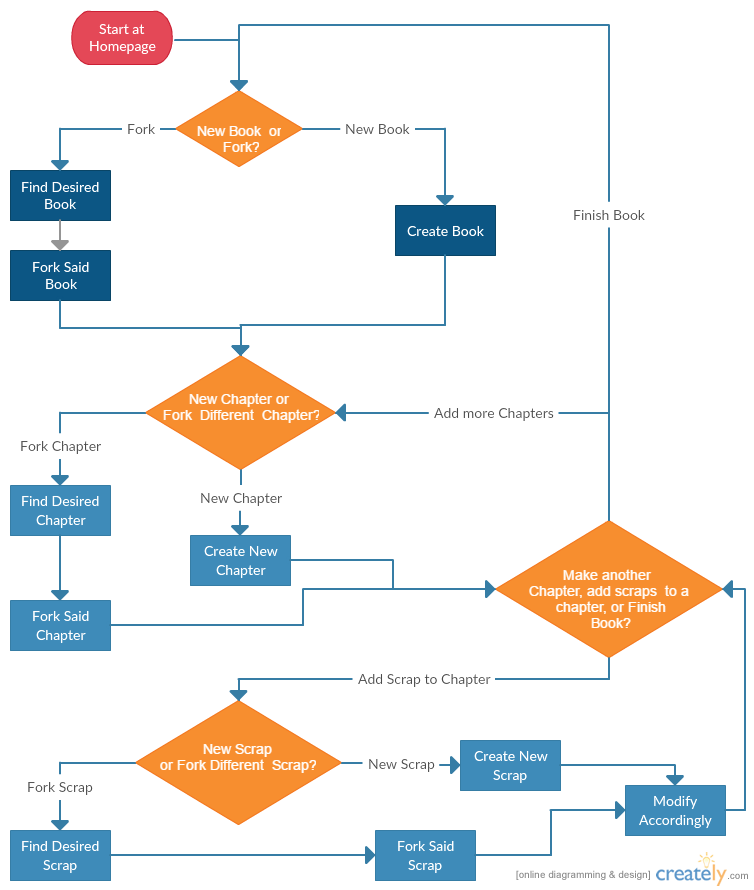 Start at
Homepage
New Book or
Fork?
Fork
New Book
Find Desired
Book
Create Book
Finish Book
Fork Said
Book
New Chapter or
Fork Different Chapter?
Add more Chapters
Fork Chapter
New Chapter
Find Desired
Chapter
Create New
Chapter
Make another
Chapter, add scraps to a
chapter, or Finish
Book?
Fork Said
Chapter
Add Scrap to Chapter
New Scrap
or Fork Different Scrap?
New Scrap
Create New
Scrap
Fork Scrap
Modify
Accordingly
Find Desired
Scrap
Fork Said
Scrap
[online diagramming & design] creately.com